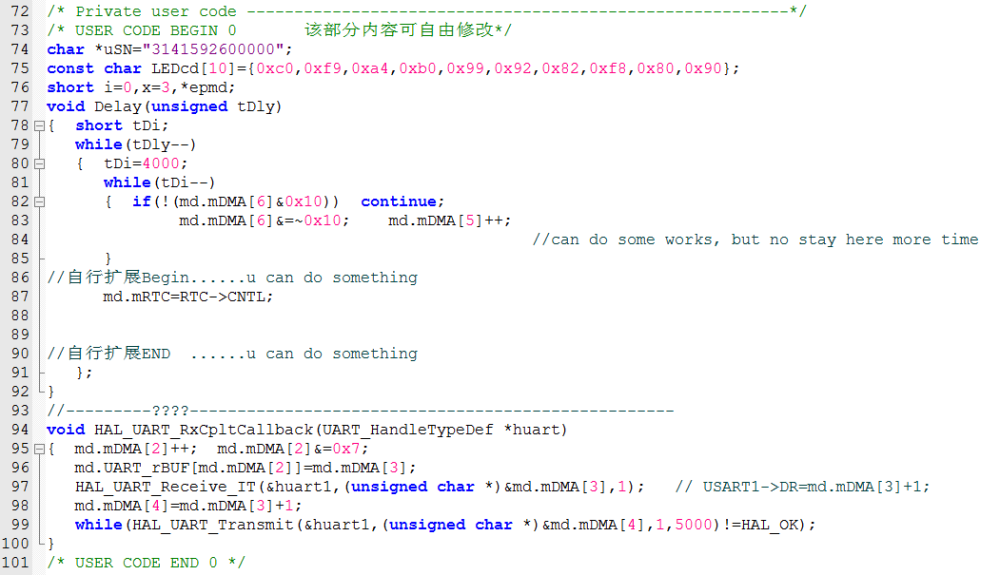 72 /* Private user code ---------------------------------------------------------*/
73 /* USER CODE BEGIN 0       该部分内容可自由修改*/
74 char *uSN="3141592600000";
75 const char LEDcd[10]={0xc0,0xf9,0xa4,0xb0,0x99,0x92,0x82,0xf8,0x80,0x90};
76 short i=0,x=3,*epmd;
77 void Delay(unsigned tDly)
78 {  short tDi;
79    while(tDly--)
80    {  tDi=4000;
81       while(tDi--)
82       {  if(!(md.mDMA[6]&0x10))  continue;
83               md.mDMA[6]&=~0x10;    md.mDMA[5]++;
84                                                    //can do some works, but no stay here more time
85       }
86 //自行扩展Begin......u can do something
87       md.mRTC=RTC->CNTL;
88
89
90 //自行扩展END  ......u can do something
91    };
92 }
93 //---------????---------------------------------------------------
94 void HAL_UART_RxCpltCallback(UART_HandleTypeDef *huart)
95 {  md.mDMA[2]++;  md.mDMA[2]&=0x7;
96    md.UART_rBUF[md.mDMA[2]]=md.mDMA[3];
97    HAL_UART_Receive_IT(&huart1,(unsigned char *)&md.mDMA[3],1);   // USART1->DR=md.mDMA[3]+1;
98    md.mDMA[4]=md.mDMA[3]+1;
99    while(HAL_UART_Transmit(&huart1,(unsigned char *)&md.mDMA[4],1,5000)!=HAL_OK);
100 }
101 /* USER CODE END 0 */